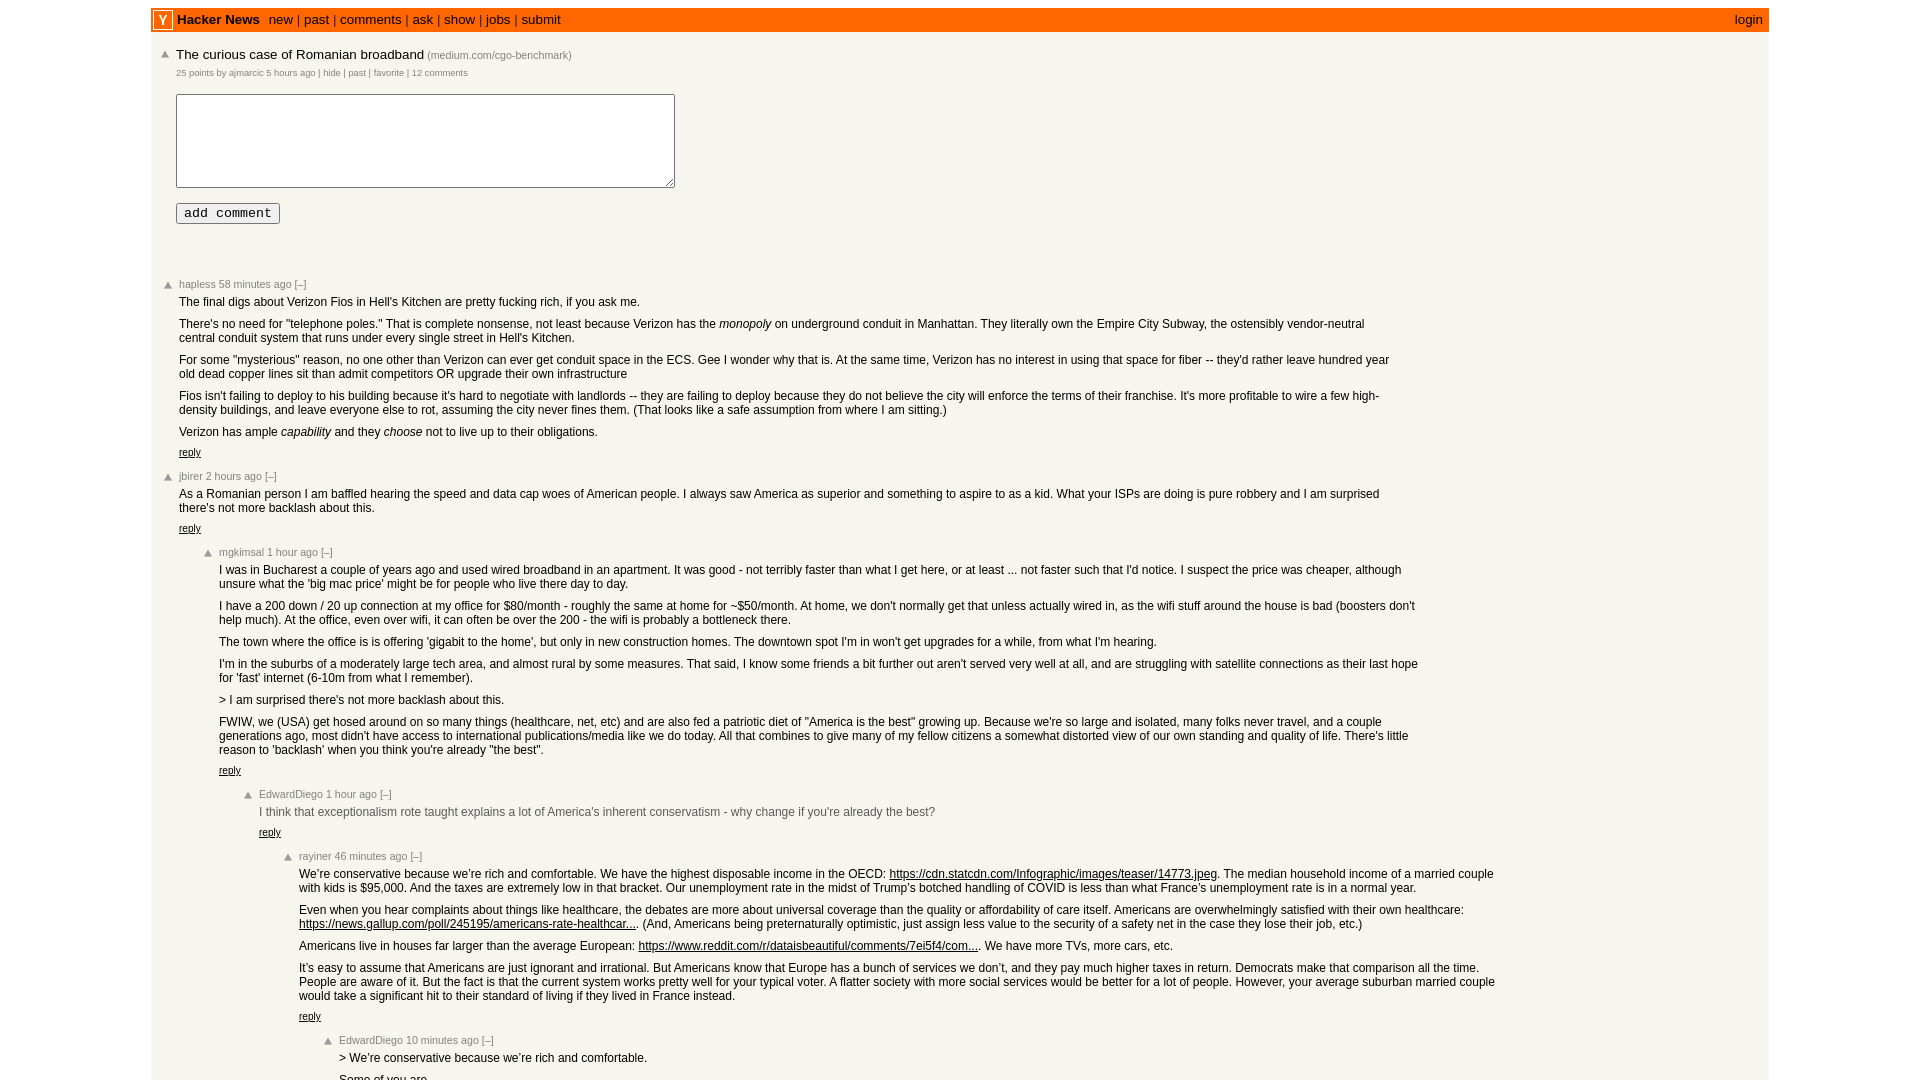 Y Hacker News new | past | comments | ask | show | jobs | submit login
The curious case of Romanian broadband (medium.com/cgo-benchmark)
25 points by ajmarcic 5 hours ago | hide | past | favorite | 12 comments
add comment
hapless 58 minutes ago [–]
The final digs about Verizon Fios in Hell's Kitchen are pretty fucking rich, if you ask me.
There's no need for "telephone poles." That is complete nonsense, not least because Verizon has the monopoly on underground conduit in Manhattan. They literally own the Empire City Subway, the ostensibly vendor-neutral
central conduit system that runs under every single street in Hell's Kitchen.
For some "mysterious" reason, no one other than Verizon can ever get conduit space in the ECS. Gee I wonder why that is. At the same time, Verizon has no interest in using that space for fiber -- they'd rather leave hundred year
old dead copper lines sit than admit competitors OR upgrade their own infrastructure
Fios isn't failing to deploy to his building because it's hard to negotiate with landlords -- they are failing to deploy because they do not believe the city will enforce the terms of their franchise. It's more profitable to wire a few high-
density buildings, and leave everyone else to rot, assuming the city never fines them. (That looks like a safe assumption from where I am sitting.)
Verizon has ample capability and they choose not to live up to their obligations.
reply
jbirer 2 hours ago [–]
As a Romanian person I am baffled hearing the speed and data cap woes of American people. I always saw America as superior and something to aspire to as a kid. What your ISPs are doing is pure robbery and I am surprised
there's not more backlash about this.
reply
mgkimsal 1 hour ago [–]
I was in Bucharest a couple of years ago and used wired broadband in an apartment. It was good - not terribly faster than what I get here, or at least ... not faster such that I'd notice. I suspect the price was cheaper, although
unsure what the 'big mac price' might be for people who live there day to day.
I have a 200 down / 20 up connection at my office for $80/month - roughly the same at home for ~$50/month. At home, we don't normally get that unless actually wired in, as the wifi stuff around the house is bad (boosters don't
help much). At the office, even over wifi, it can often be over the 200 - the wifi is probably a bottleneck there.
The town where the office is is offering 'gigabit to the home', but only in new construction homes. The downtown spot I'm in won't get upgrades for a while, from what I'm hearing.
I'm in the suburbs of a moderately large tech area, and almost rural by some measures. That said, I know some friends a bit further out aren't served very well at all, and are struggling with satellite connections as their last hope
for 'fast' internet (6-10m from what I remember).
> I am surprised there's not more backlash about this.
FWIW, we (USA) get hosed around on so many things (healthcare, net, etc) and are also fed a patriotic diet of "America is the best" growing up. Because we're so large and isolated, many folks never travel, and a couple
generations ago, most didn't have access to international publications/media like we do today. All that combines to give many of my fellow citizens a somewhat distorted view of our own standing and quality of life. There's little
reason to 'backlash' when you think you're already "the best".
reply
EdwardDiego 1 hour ago [–]
I think that exceptionalism rote taught explains a lot of America's inherent conservatism - why change if you're already the best?
reply
rayiner 46 minutes ago [–]
We’re conservative because we’re rich and comfortable. We have the highest disposable income in the OECD: https://cdn.statcdn.com/Infographic/images/teaser/14773.jpeg. The median household income of a married couple
with kids is $95,000. And the taxes are extremely low in that bracket. Our unemployment rate in the midst of Trump’s botched handling of COVID is less than what France’s unemployment rate is in a normal year.
Even when you hear complaints about things like healthcare, the debates are more about universal coverage than the quality or affordability of care itself. Americans are overwhelmingly satisfied with their own healthcare:
https://news.gallup.com/poll/245195/americans-rate-healthcar.... (And, Americans being preternaturally optimistic, just assign less value to the security of a safety net in the case they lose their job, etc.)
Americans live in houses far larger than the average European: https://www.reddit.com/r/dataisbeautiful/comments/7ei5f4/com.... We have more TVs, more cars, etc.
It’s easy to assume that Americans are just ignorant and irrational. But Americans know that Europe has a bunch of services we don’t, and they pay much higher taxes in return. Democrats make that comparison all the time.
People are aware of it. But the fact is that the current system works pretty well for your typical voter. A flatter society with more social services would be better for a lot of people. However, your average suburban married couple
would take a significant hit to their standard of living if they lived in France instead.
reply
EdwardDiego 10 minutes ago [–]
> We’re conservative because we’re rich and comfortable.
Some of you are.